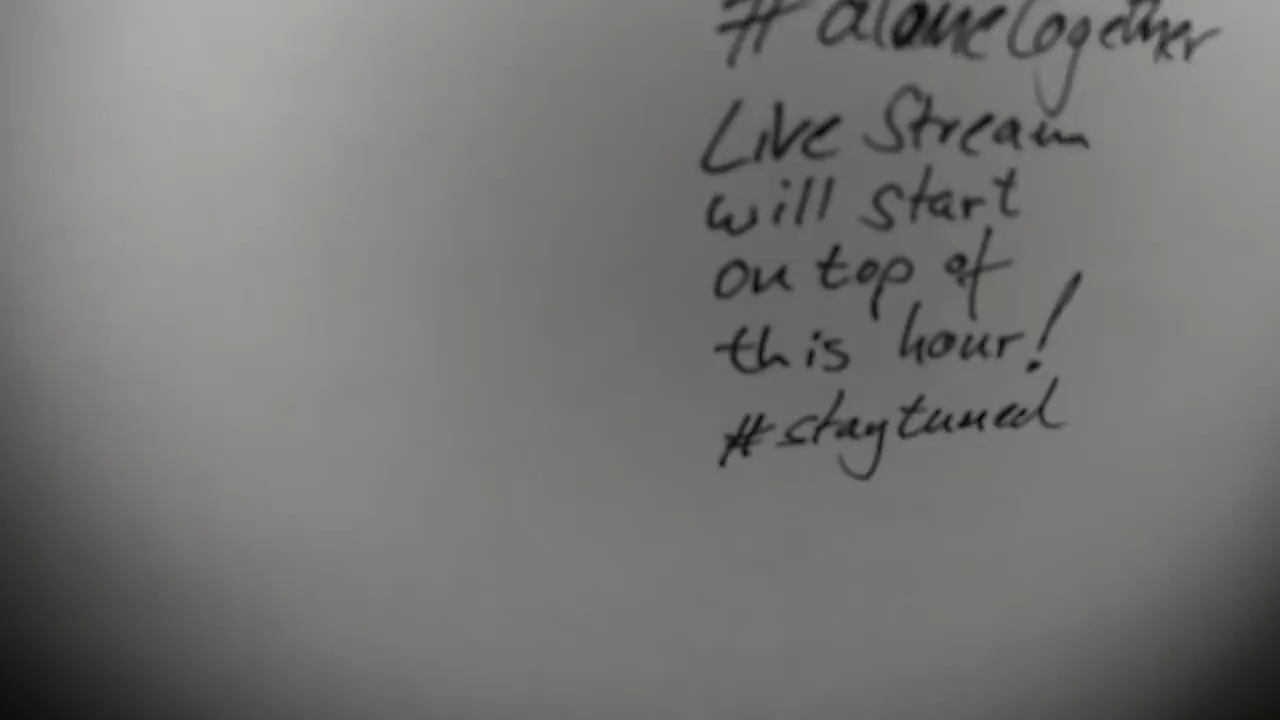 #aloneTogether
Live Stream
will start
on top of
this hour!
#staytuned